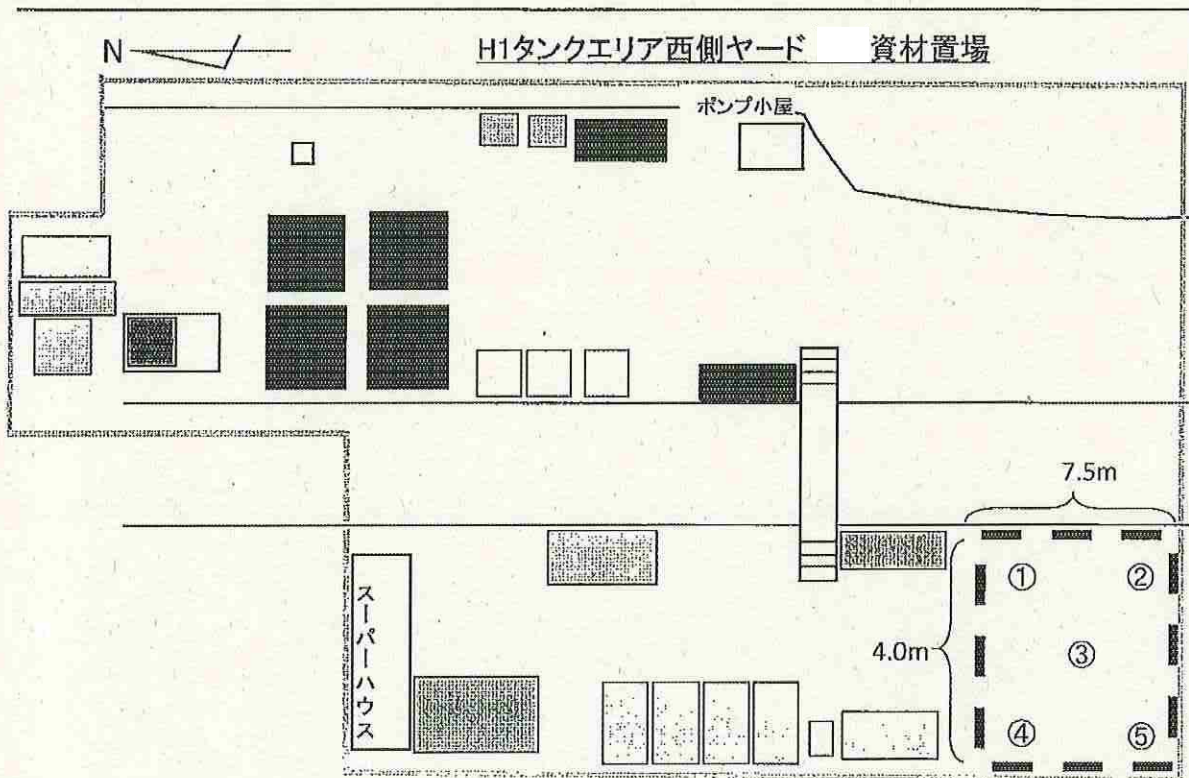 N
H1タンクエリア西側ヤード 資材置場
ポンプ小屋
7.5m
① ②
4.0m
③
④ ⑤
スーパーハウス